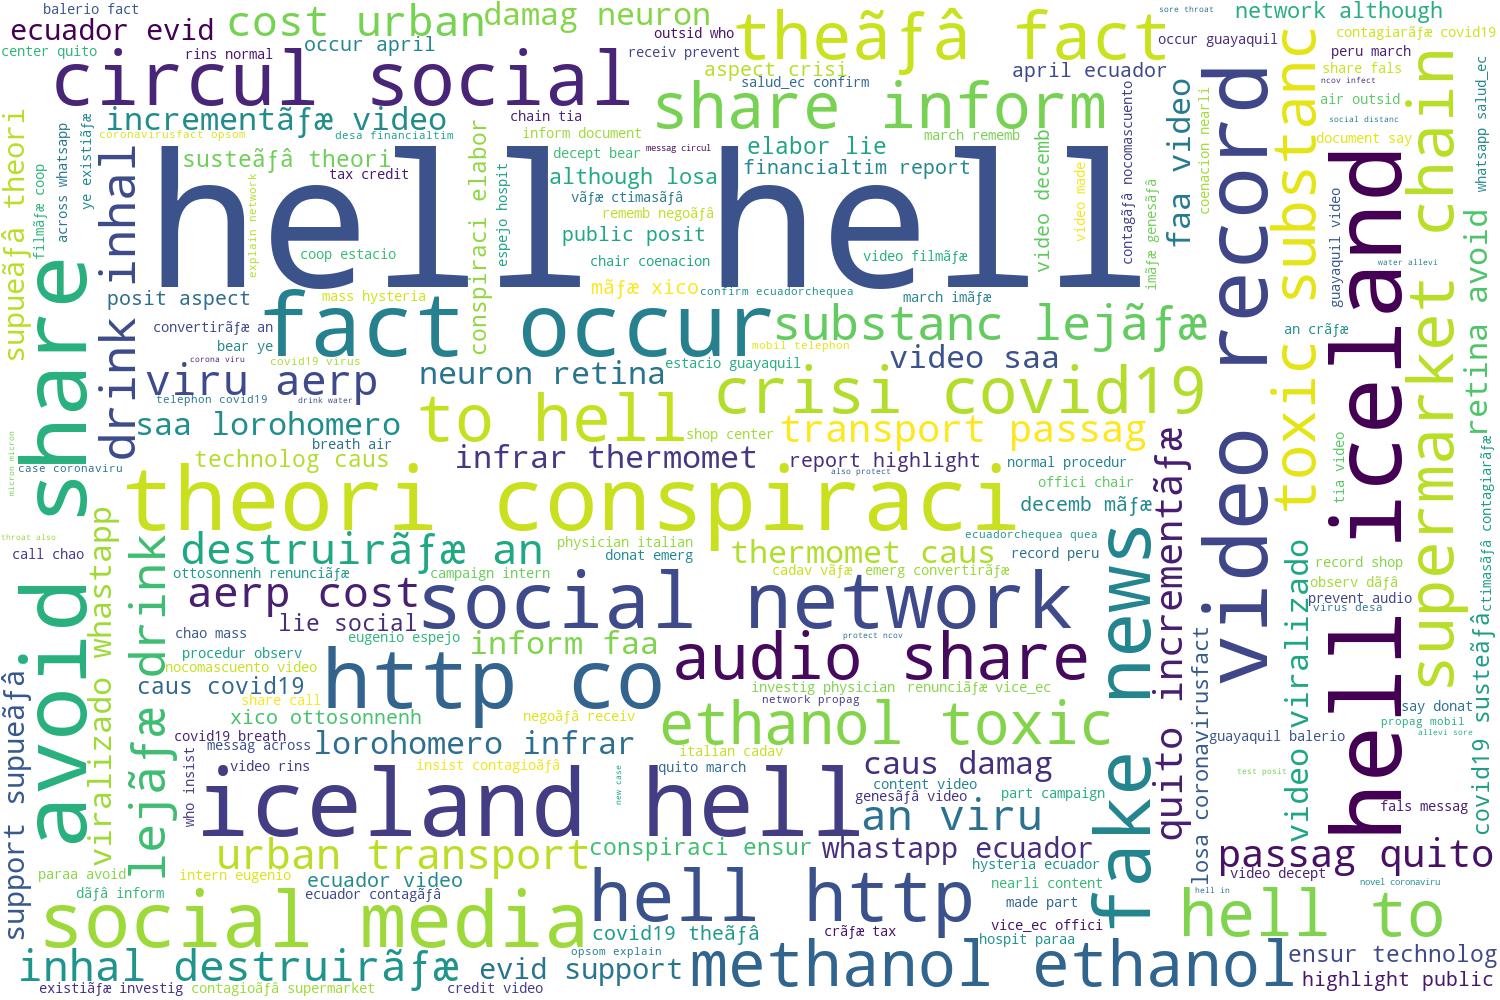 balerio fact
ecuador evid
cost urban
damag neuron
outsid who
theãƒâ fact
sore throat
network although
center quito
rins normal
occur april
receiv prevent
occur guayaquil
contagiarãƒæ covid19
peru march
circul social
aspect crisi
salud_ec confirm
april ecuador
share fals
ncov infect
whatsapp salud_ec
share inform
faa video
video record
toxic substanc
supermarket chain
air outsid
supueãƒâ theori
across whatsapp
ye existiãƒæ
incrementãƒæ video
chain tia
coronavirusfact opsom
desa financialtim
inform document
march rememb
contagãƒâ nocomascuento
social distanc
document say
drink inhal
susteãƒâ theori
tax credit
conspiraci elabor
decept bear
messag circul
elabor lie
financialtim report
although losa
coenacion nearli
filmãƒæ coop
hell hell
explain network
espejo hospit
vãƒæ ctimasãƒâ
rememb negoãƒâ
public posit
coop estacio
chair coenacion
video filmãƒæ
video decemb
video made
imãƒæ genesãƒâ
guayaquil video
hell iceland
retina avoid
water allevi
avoid share
posit aspect
mass hysteria
mãƒæ xico
confirm ecuadorchequea
march imãƒæ
convertirãƒæ an
bear ye
fact occur
substanc lejãƒæ
an crãƒæ
corona viru
covid19 virus
mobil telephon
viru aerp
neuron retina
estacio guayaquil
video saa
telephon covid19
drink water
crisi covid19
saa lorohomero
breath air
to hell
shop center
transport passag
micron micron
case coronaviru
technolog caus
infrar thermomet
report highlight
also protect
normal procedur
offici chair
tia video
covid19 susteãƒâ
ctimasãƒâ contagiarãƒæ
theori conspiraci
decemb mãƒæ
quito incrementãƒæ
throat also
call chao
viralizado whastapp
lejãƒæ drink
destruirãƒæ an
physician italian
donat emerg
thermomet caus
ecuadorchequea quea
record peru
fake news
video viralizado
record shop
observ dãƒâ
prevent audio
virus desa
ottosonnenh renunciãƒæ
campaign intern
cadav vãƒæ
emerg convertirãƒæ
aerp cost
social network
lie social
chao mass
procedur observ
eugenio espejo
inform faa
protect ncov
losa coronavirusfact
support supueãƒâ
nocomascuento video
caus covid19
http co
audio share
share call
investig physician
renunciãƒæ vice_ec
network propag
say donat
xico ottosonnenh
negoãƒâ receiv
ethanol toxic
propag mobil
covid19 breath
messag across
lorohomero infrar
italian cadav
guayaquil balerio
allevi sore
who insist
video rins
insist contagioãƒâ
new case
quito march
caus damag
content video
test posit
iceland hell
genesãƒâ video
part campaign
an viru
fals messag
urban transport
conspiraci ensur
whastapp ecuador
hysteria ecuador
passag quito
paraa avoid
intern eugenio
ecuador video
nearli content
video decept
novel coronaviru
dãƒâ inform
ecuador contagãƒâ
hell http
made part
hell in
social media
covid19 theãƒâ
crãƒæ tax
vice_ec offici
hospit paraa
hell to
inhal destruirãƒæ
evid support
opsom explain
methanol ethanol
ensur technolog
existiãƒæ investig
contagioãƒâ supermarket
credit video
highlight public